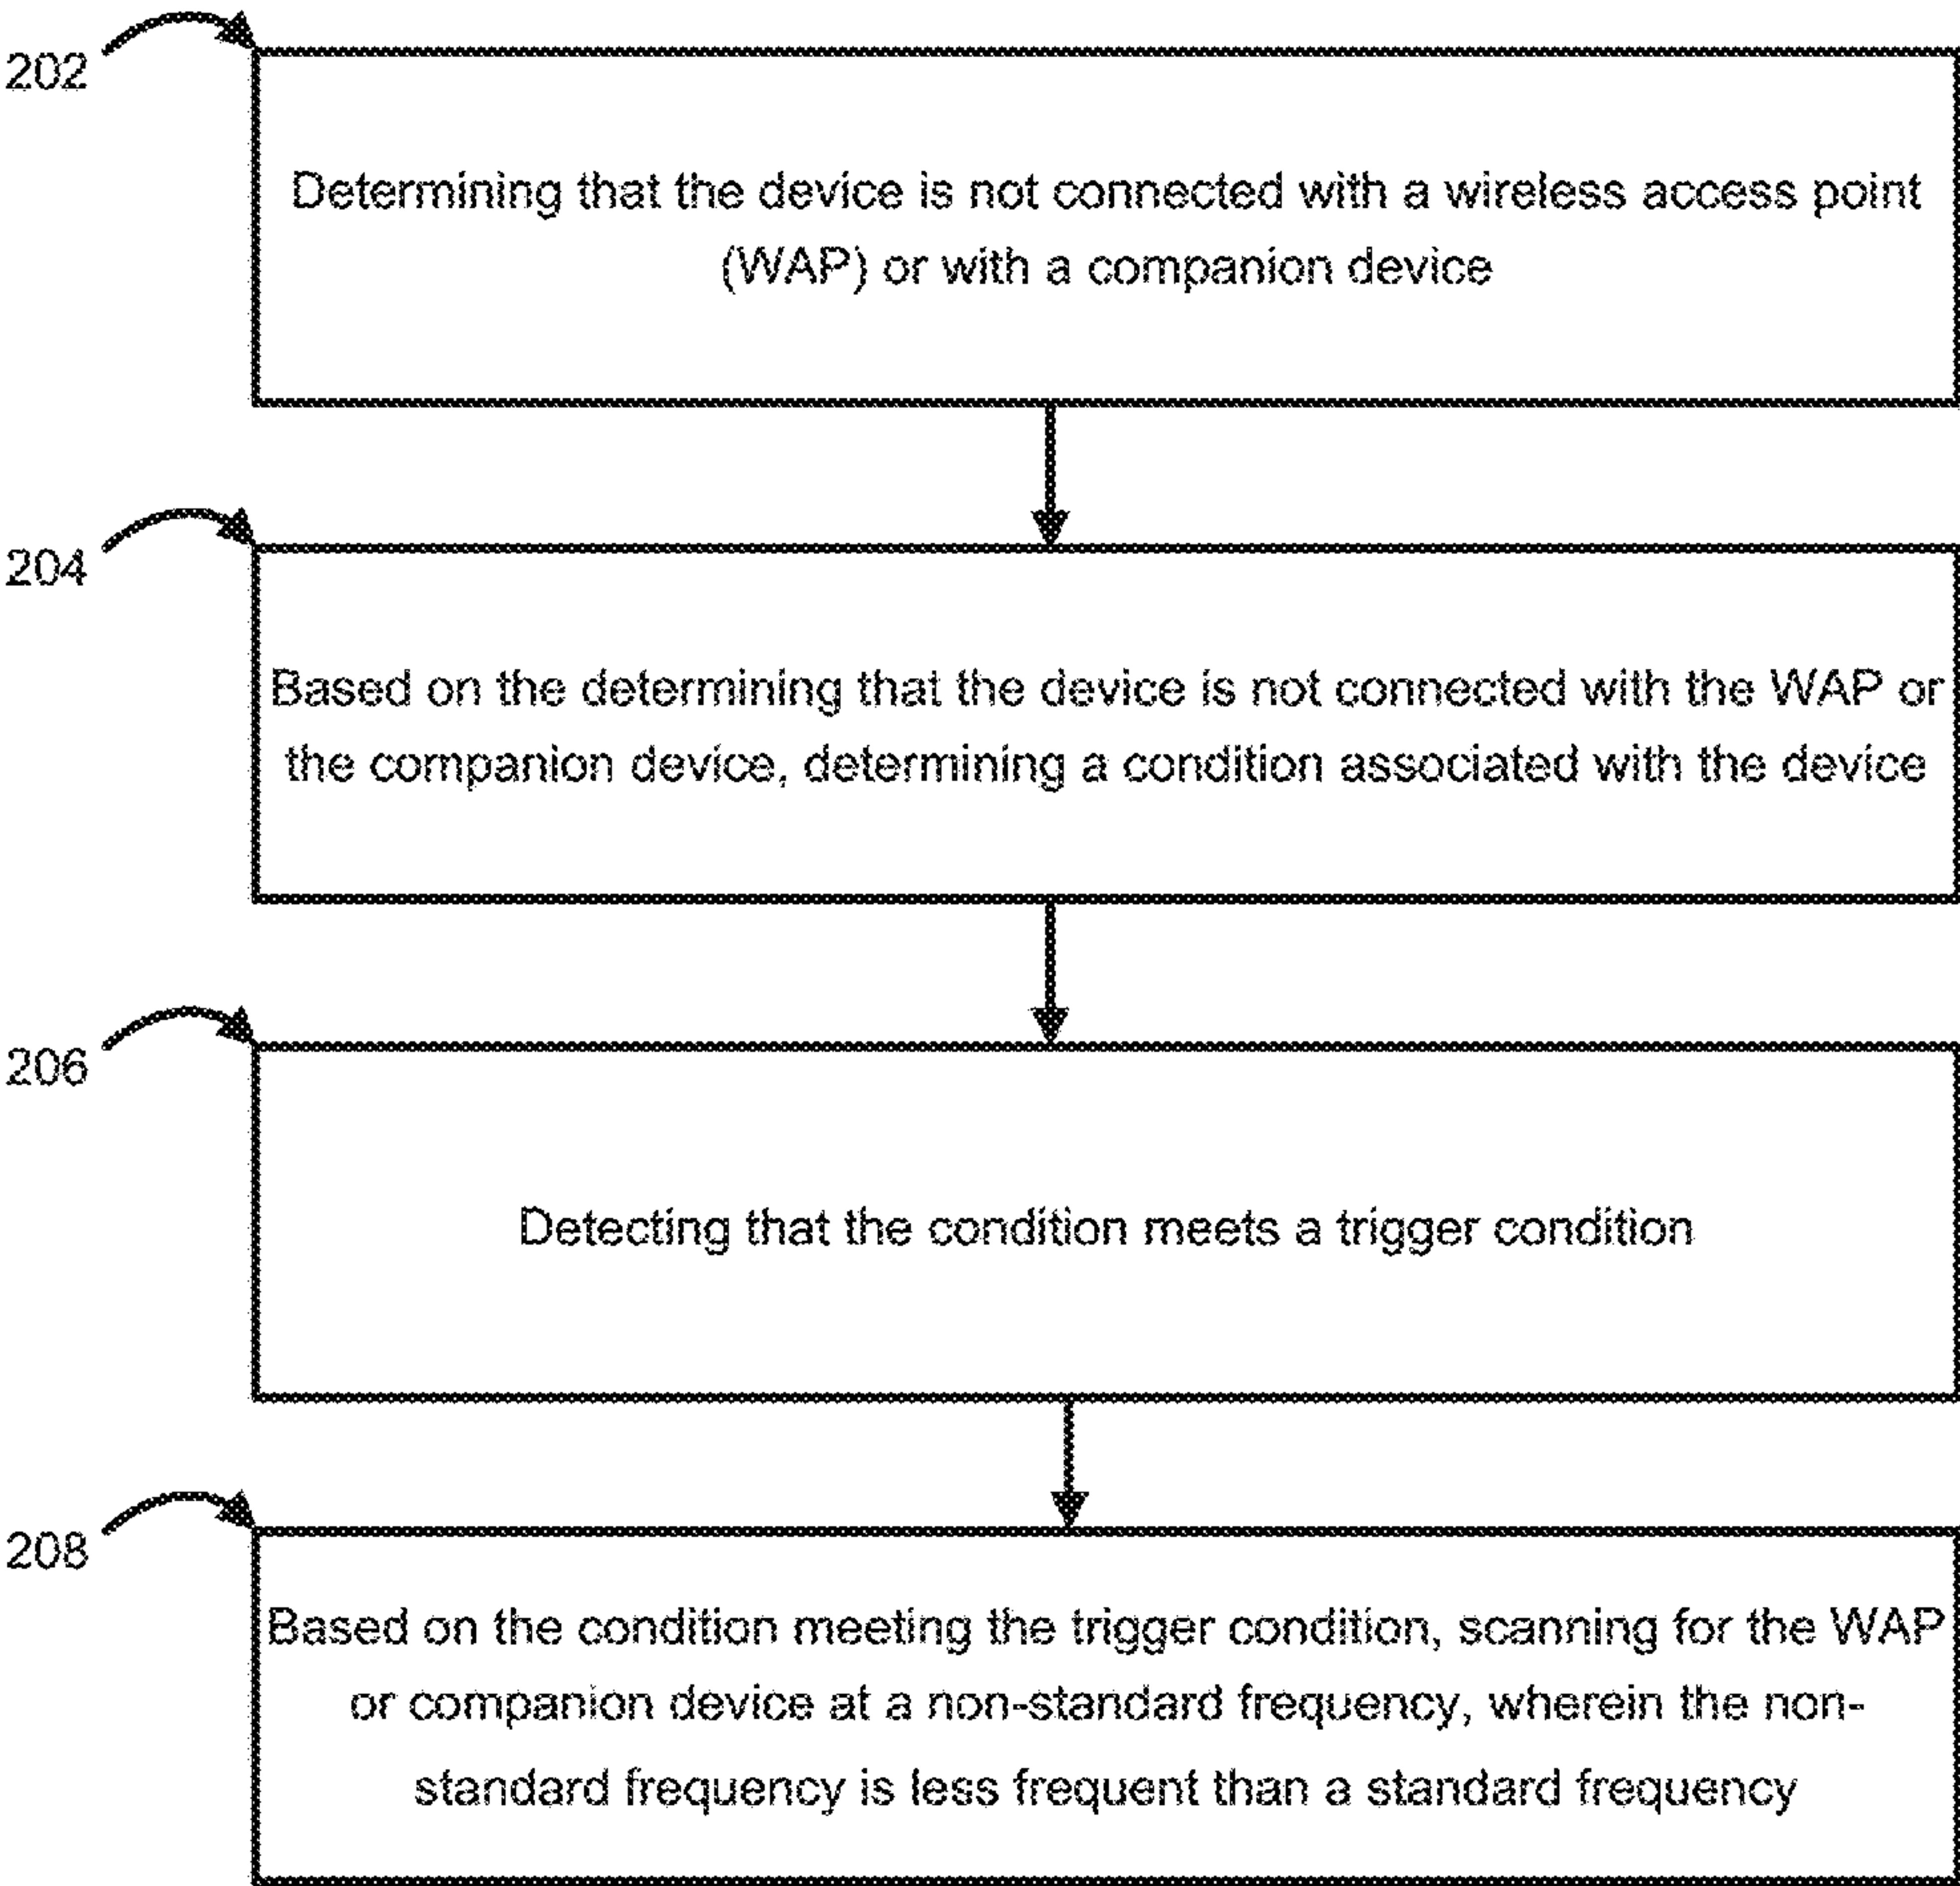 202
Determining that the device is not connected with a wireless access point
(WAP) or with a companion device
204
Based on the determining that the device is not connected with the WAP or
the companion device, determining a condition associated with the device
206
Detecting that the condition meets a trigger condition
208
Based on the condition meeting the trigger condition, scanning for the WAP
or companion device at a non-standard frequency, wherein the non-
standard frequency is less frequent than a standard frequency